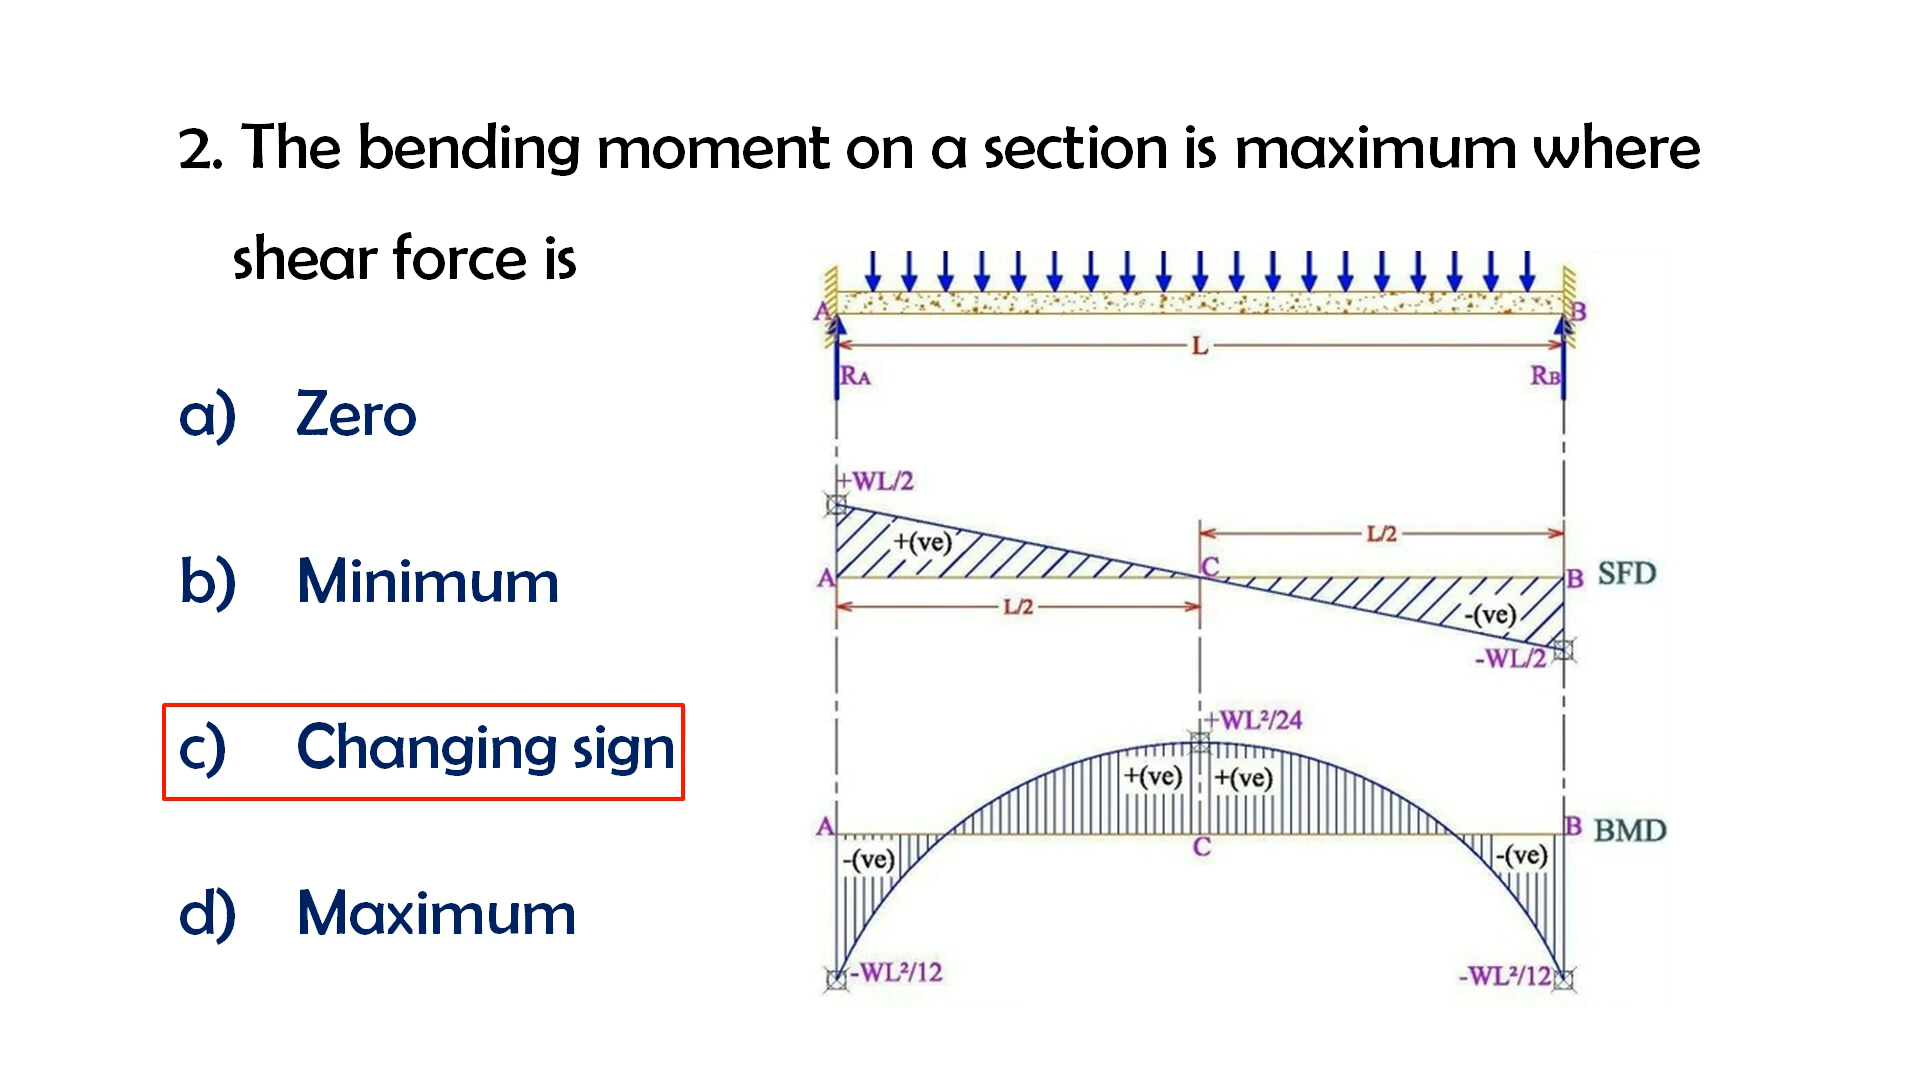 2. The bending moment on a section is maximum where
shear force is
a) Zero
b) Minimum
c) Changing sign
d) Maximum
A B
L
RA RB
+WL/2
+(ve) L/2
A C B SFD
L/2 -(ve)
-WL/2
+WL²/24
+(ve) +(ve)
A B BMD
C
-(ve) -(ve)
-WL²/12 -WL²/12